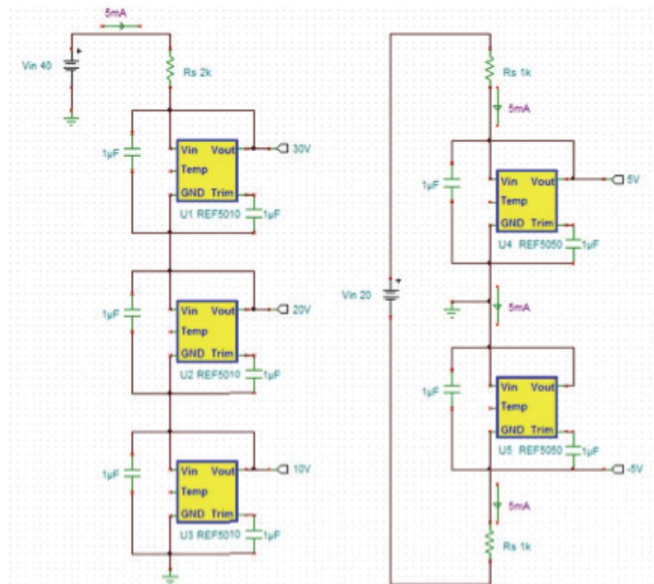 5mA
Vin 40
Rs 2k
1µF
Vin Vout
30V
Temp
GND Trim
1µF
U1 REF5010
1µF
Vin Vout
20V
Temp
GND Trim
1µF
U2 REF5010
1µF
Vin Vout
10V
Temp
GND Trim
1µF
U3 REF5010
Rs 1k
5mA
1µF
Vin Vout
5V
Temp
GND Trim
1µF
U4 REF5050
Vin 20
5mA
1µF
Vin Vout
Temp
GND Trim
1µF
U5 REF5050
-5V
5mA
Rs 1k